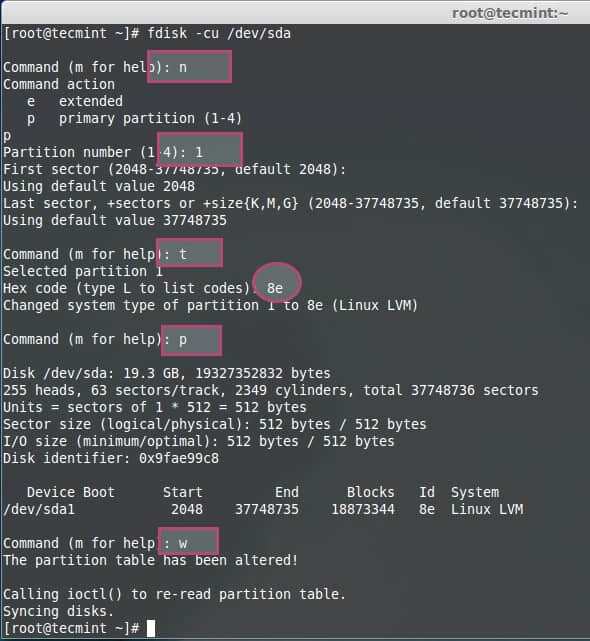 root@tecmint:~
[root@tecmint ~]# fdisk -cu /dev/sda
Command (m for help): n
Command action
   e   extended
   p   primary partition (1-4)
p
Partition number (1-4): 1
First sector (2048-37748735, default 2048):
Using default value 2048
Last sector, +sectors or +size{K,M,G} (2048-37748735, default 37748735):
Using default value 37748735
Command (m for help): t
Selected partition 1
Hex code (type L to list codes): 8e
Changed system type of partition 1 to 8e (Linux LVM)
Command (m for help): p
Disk /dev/sda: 19.3 GB, 19327352832 bytes
255 heads, 63 sectors/track, 2349 cylinders, total 37748736 sectors
Units = sectors of 1 * 512 = 512 bytes
Sector size (logical/physical): 512 bytes / 512 bytes
I/O size (minimum/optimal): 512 bytes / 512 bytes
Disk identifier: 0x9fae99c8
   Device Boot      Start         End      Blocks   Id  System
/dev/sda1            2048    37748735    18873344   8e  Linux LVM
Command (m for help): w
The partition table has been altered!
Calling ioctl() to re-read partition table.
Syncing disks.
[root@tecmint ~]#